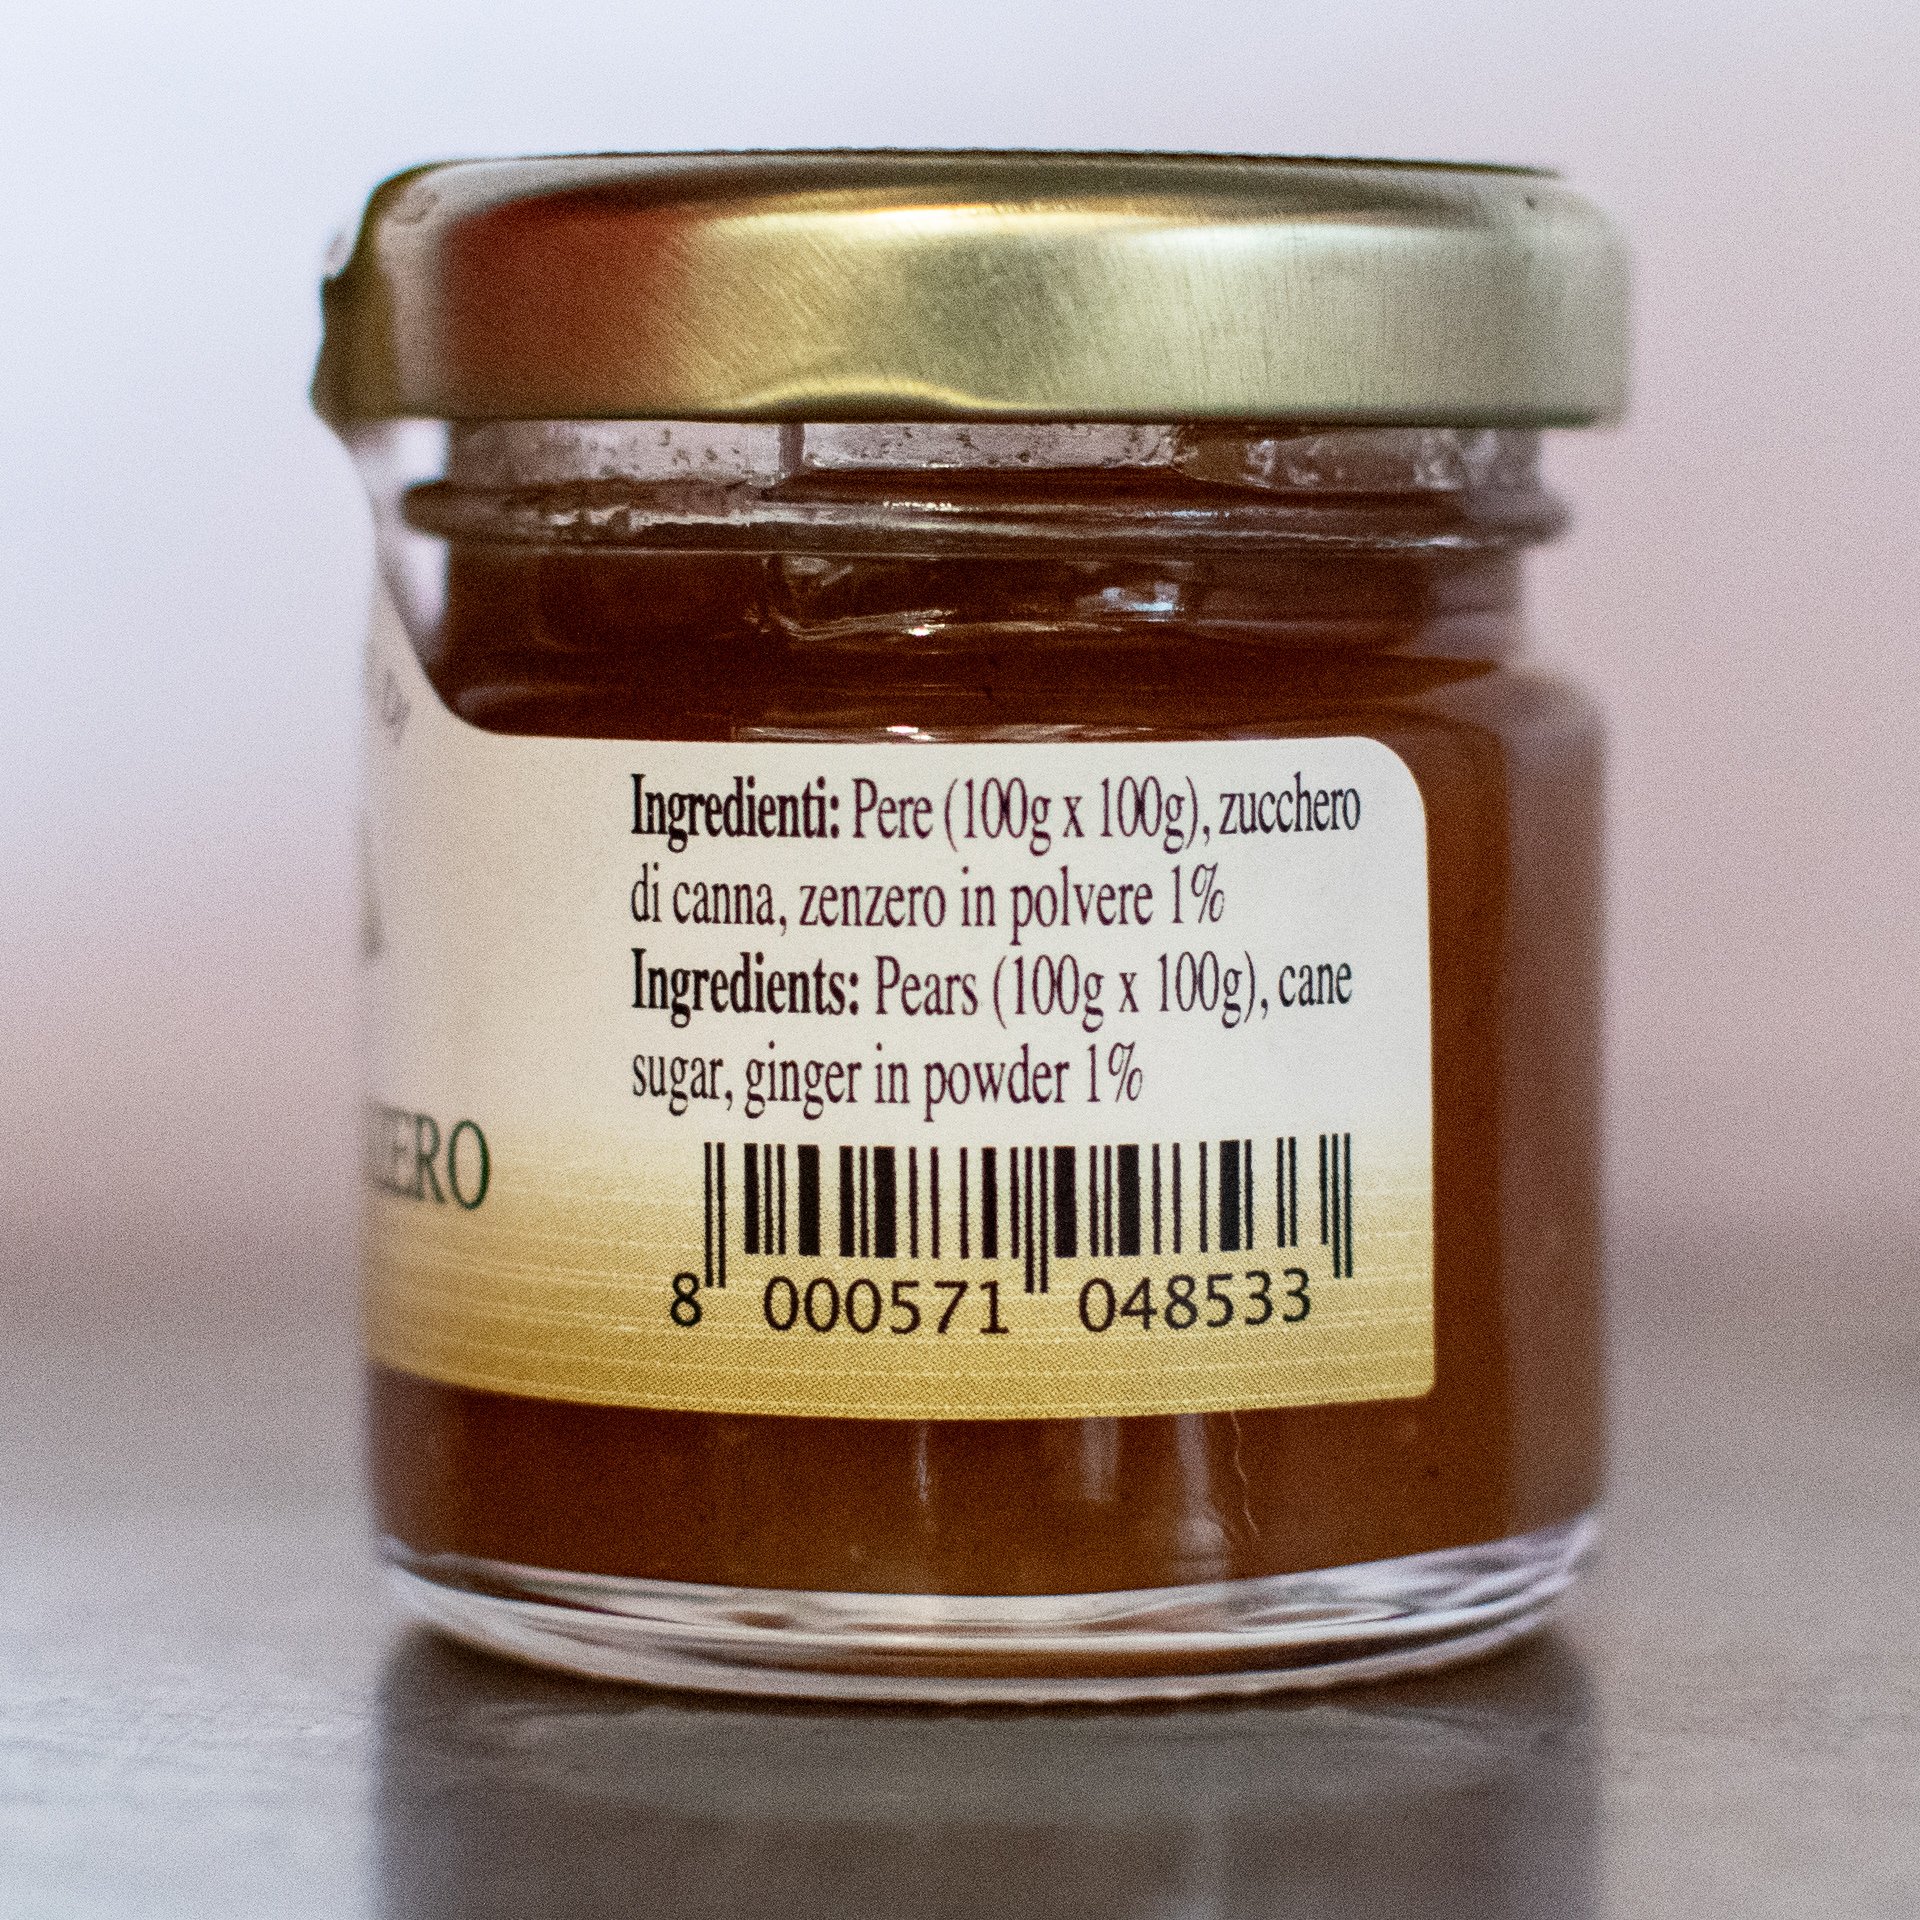 Ingredienti: Pere (100g x 100g), zucchero
di canna, zenzero in polvere 1%
Ingredients: Pears (100g x 100g), cane
sugar, ginger in powder 1%
8 000571 048533